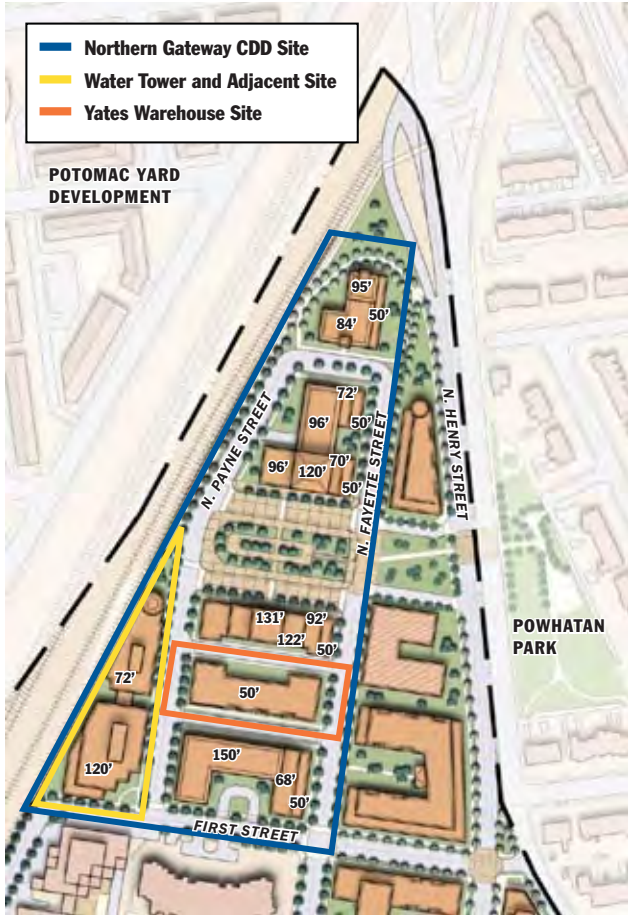 Northern Gateway CDD Site
Water Tower and Adjacent Site
Yates Warehouse Site
POTOMAC YARD
DEVELOPMENT
95’
50’
84’
72’
96’
50’
70’
96’
120’
50’
N. PAYNE STREET
N. FAYETTE STREET
N. HENRY STREET
131’
92’
122’
50’
POWHATAN
PARK
72’
50’
120’
150’
68’
50’
FIRST STREET